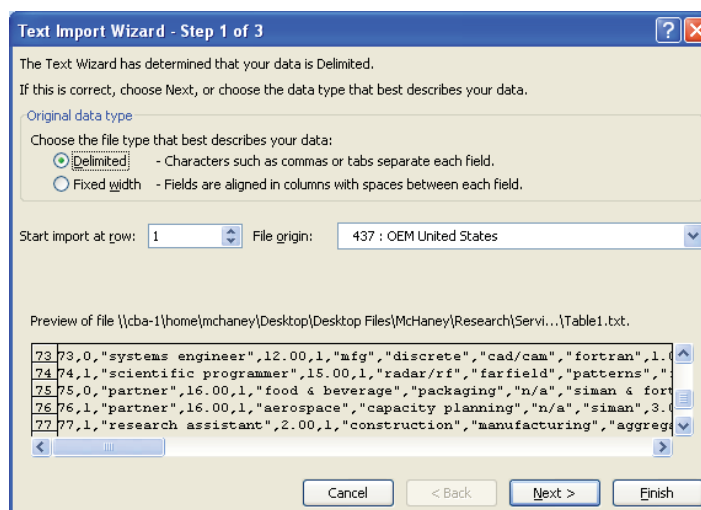 Text Import Wizard - Step 1 of 3
The Text Wizard has determined that your data is Delimited.
If this is correct, choose Next, or choose the data type that best describes your data.
Original data type
Choose the file type that best describes your data:
Delimited - Characters such as commas or tabs separate each field.
Fixed width - Fields are aligned in columns with spaces between each field.
Start import at row: 1 File origin: 437 : OEM United States
Preview of file \\cba-1\home\mchaney\Desktop\Desktop Files\McHaney\Research\Servi...\Table1.txt.
73 73,0,"systems engineer",12.00,1,"mfg","discrete","cad/cam","fortran",1.0
74 74,1,"scientific programmer",15.00,1,"radar/rf","farfield","patterns","
75 75,0,"partner",16.00,1,"food & beverage","packaging","n/a","siman & fort
76 76,1,"partner",16.00,1,"aerospace","capacity planning","n/a","siman",3.0
77 77,1,"research assistant",2.00,1,"construction","manufacturing","aggrega
Cancel < Back Next > Finish